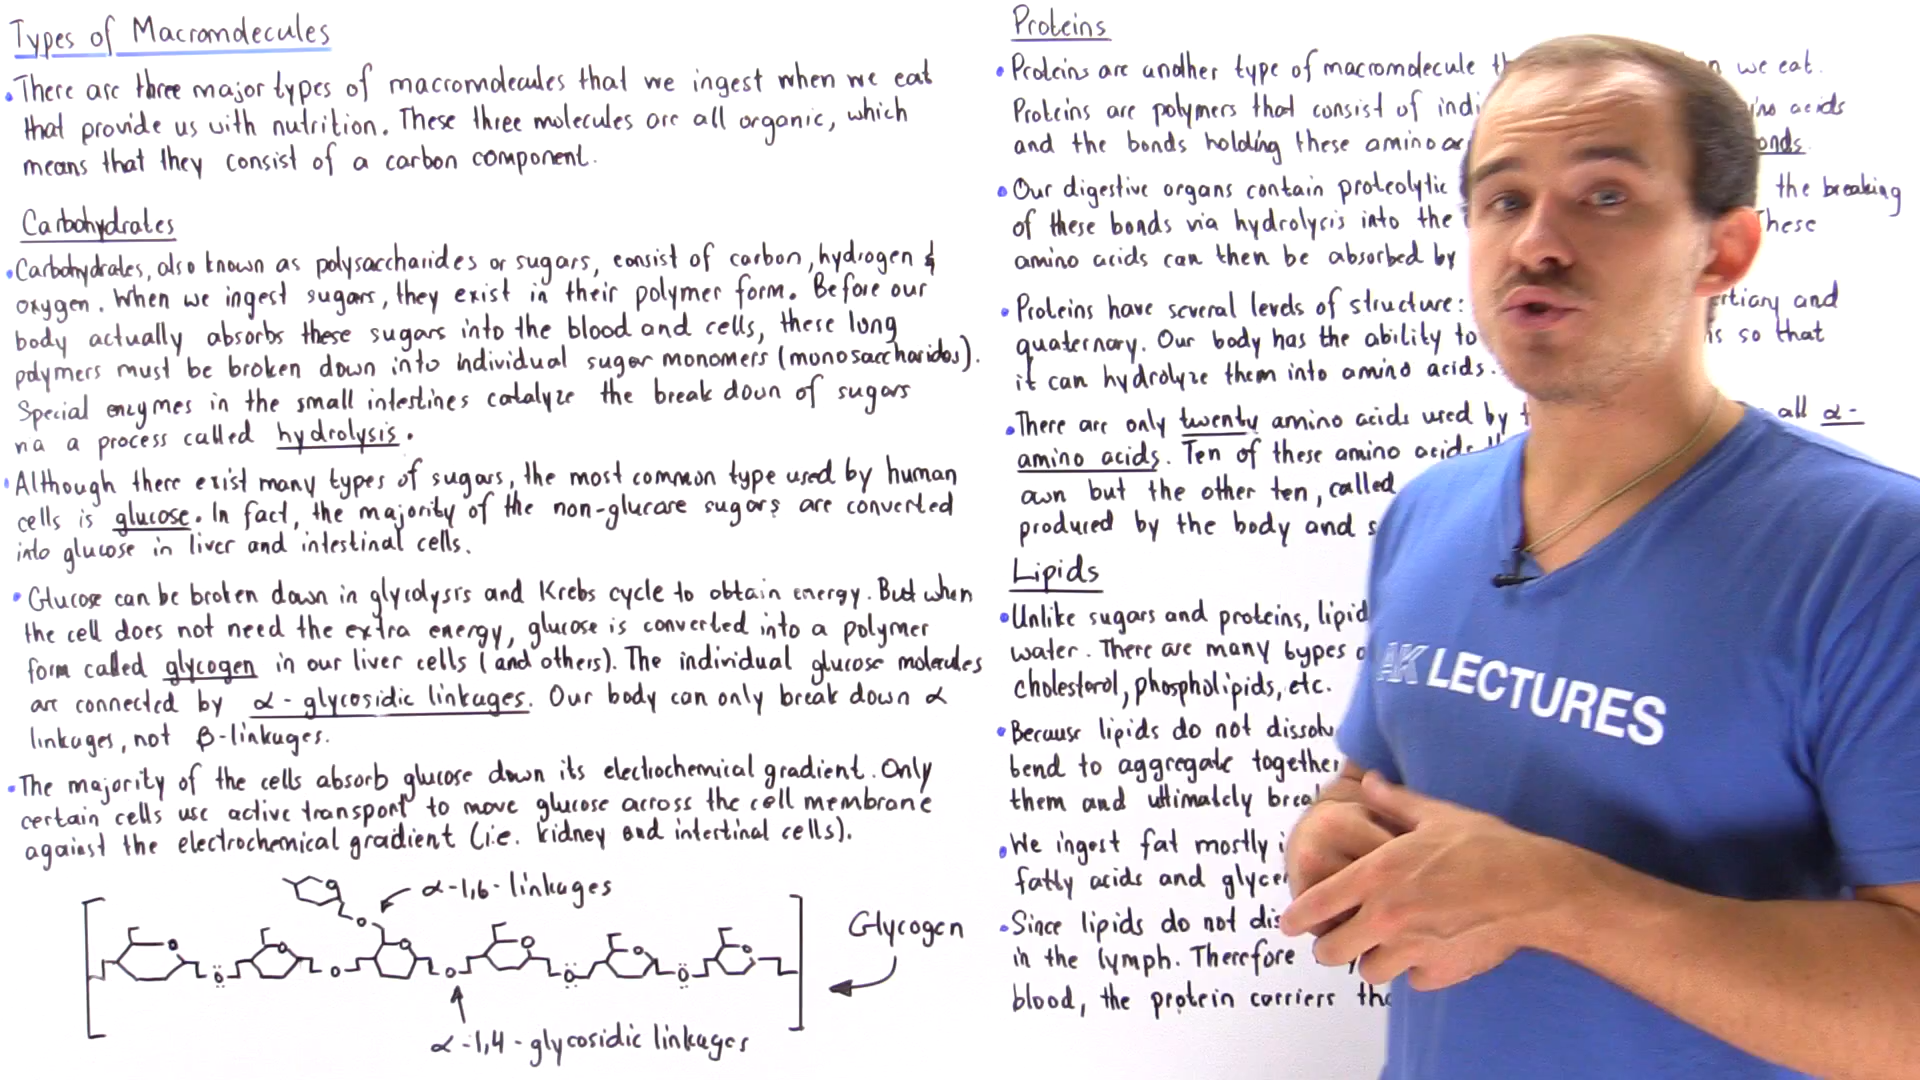 Types of Macromolecules
• There are three major types of macromolecules that we ingest when we eat
that provide us with nutrition. These three molecules are all organic, which
means that they consist of a carbon component.
Carbohydrates
• Carbohydrates, also known as polysaccharides or sugars, consist of carbon, hydrogen &
oxygen. When we ingest sugars, they exist in their polymer form. Before our
body actually absorbs these sugars into the blood and cells, these long
polymers must be broken down into individual sugar monomers (monosaccharides).
Special enzymes in the small intestines catalyze the break down of sugars
via a process called hydrolysis.
• Although there exist many types of sugars, the most common type used by human
cells is glucose. In fact, the majority of the non-glucose sugars are converted
into glucose in liver and intestinal cells.
• Glucose can be broken down in glycolysis and Krebs cycle to obtain energy. But when
the cell does not need the extra energy, glucose is converted into a polymer
form called glycogen in our liver cells (and others). The individual glucose molecules
are connected by α-glycosidic linkages. Our body can only break down α
linkages, not β-linkages.
• The majority of the cells absorb glucose down its electrochemical gradient. Only
certain cells use active transport to move glucose across the cell membrane
against the electrochemical gradient (i.e. kidney and intestinal cells).
α-1,6-linkages
Glycogen
α-1,4-glycosidic linkages
Proteins
• Proteins are another type of macromolecule we eat.
Proteins are polymers that consist of acids
and the bonds holding these amino
• Our digestive organs contain proteolytic the breaking
of these bonds via hydrolysis into the These
amino acids can then be absorbed by
• Proteins have several levels of structure: and
quaternary. Our body has the ability to so that
it can hydrolyze them into amino acids.
• There are only twenty amino acids used by all α-
amino acids. Ten of these amino acids
own but the other ten, called
produced by the body and
Lipids
• Unlike sugars and proteins, lipid
water. There are many types
cholesterol, phospholipids, etc.
• Because lipids do not dissolv
tend to aggregate together
them and ultimately
• We ingest fat mostly
fatty acids and
• Since lipids do not
in the lymph. Therefore
blood, the protein carriers
AK LECTURES